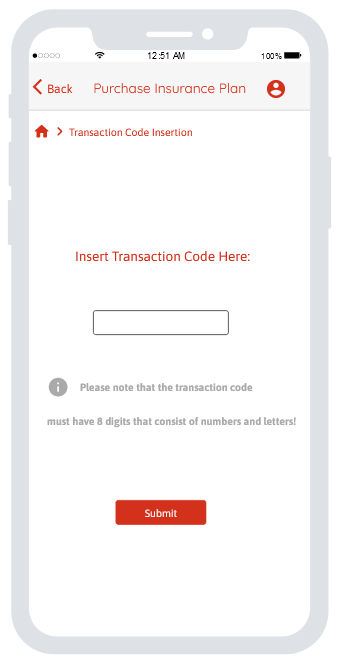 12:51 AM 100%
Back Purchase Insurance Plan
Transaction Code Insertion
Insert Transaction Code Here:
Please note that the transaction code
must have 8 digits that consist of numbers and letters!
Submit